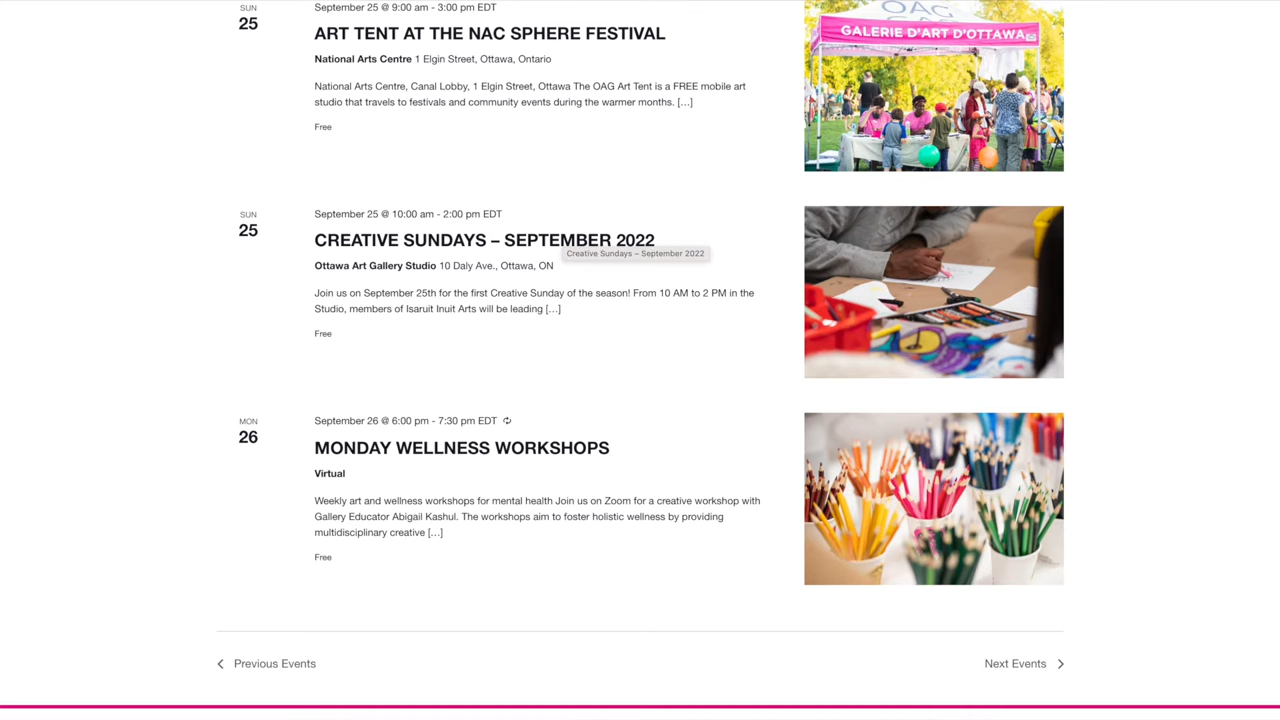 SUN
25
September 25 @ 9:00 am - 3:00 pm EDT
ART TENT AT THE NAC SPHERE FESTIVAL
National Arts Centre 1 Elgin Street, Ottawa, Ontario
National Arts Centre, Canal Lobby, 1 Elgin Street, Ottawa The OAG Art Tent is a FREE mobile art
studio that travels to festivals and community events during the warmer months. […]
Free
OAG
GALERIE D'ART D'OTTAWA
SUN
25
September 25 @ 10:00 am - 2:00 pm EDT
CREATIVE SUNDAYS – SEPTEMBER 2022
Creative Sundays – September 2022
Ottawa Art Gallery Studio 10 Daly Ave., Ottawa, ON
Join us on September 25th for the first Creative Sunday of the season! From 10 AM to 2 PM in the
Studio, members of Isaruit Inuit Arts will be leading […]
Free
MON
26
September 26 @ 6:00 pm - 7:30 pm EDT
MONDAY WELLNESS WORKSHOPS
Virtual
Weekly art and wellness workshops for mental health Join us on Zoom for a creative workshop with
Gallery Educator Abigail Kashul. The workshops aim to foster holistic wellness by providing
multidisciplinary creative […]
Free
Previous Events
Next Events